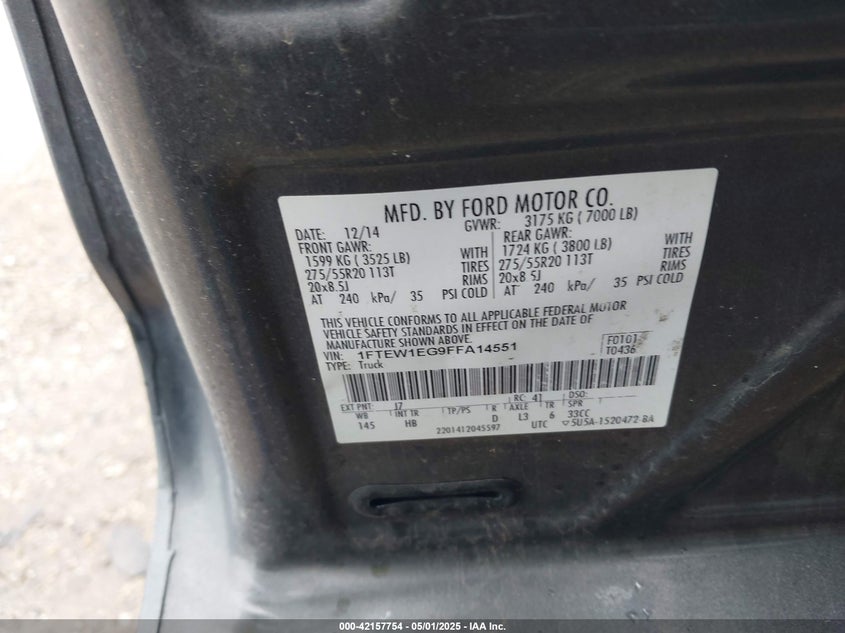 MFD. BY FORD MOTOR CO.
DATE: 12/14 GVWR: 3175 KG ( 7000 LB)
FRONT GAWR: REAR GAWR:
1599 KG ( 3525 LB) WITH 1724 KG ( 3800 LB) WITH
275/55R20 113T TIRES 275/55R20 113T TIRES
20x8.5J RIMS 20x8.5J RIMS
AT 240 kPa/ 35 PSI COLD AT 240 kPa/ 35 PSI COLD
THIS VEHICLE CONFORMS TO ALL APPLICABLE FEDERAL MOTOR
VEHICLE SAFETY STANDARDS IN EFFECT ON THE DATE OF
MANUFACTURE SHOWN ABOVE.
VIN: 1FTEW1EG9FFA14551 F0101
TYPE: Truck T0436
EXT PNT: J7 RC: 41 DSO:
WB INT TR TP/PS R AXLE TR SPR
145 HB D L3 6 33CC
2201412045597 UTC ▽5U5A-1520472-BA
000-42157754 - 05/01/2025 - IAA Inc.